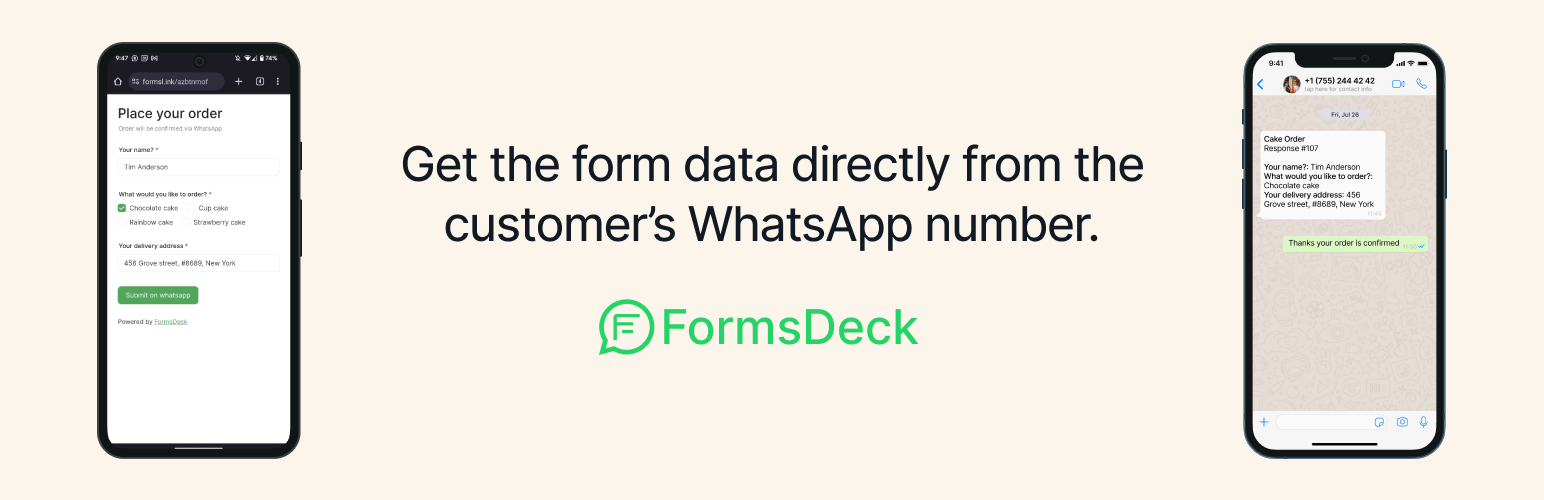 9:47
74%
formsl.ink/azbtnmof
Place your order
Order will be confirmed via WhatsApp
Your name? *
Tim Anderson
What would you like to order? *
Chocolate cake
Cup cake
Rainbow cake
Strawberry cake
Your delivery address *
456 Grove street, #8689, New York
Submit on whatsapp
Powered by FormsDeck
Get the form data directly from the
customer’s WhatsApp number.
FormsDeck
9:41
+1 (755) 244 42 42
tap here for contact info
Fri, Jul 26
Cake Order
Response #107
Your name?: Tim Anderson
What would you like to order?:
Chocolate cake
Your delivery address: 456
Grove street, #8689, New York
11:45
Thanks your order is confirmed